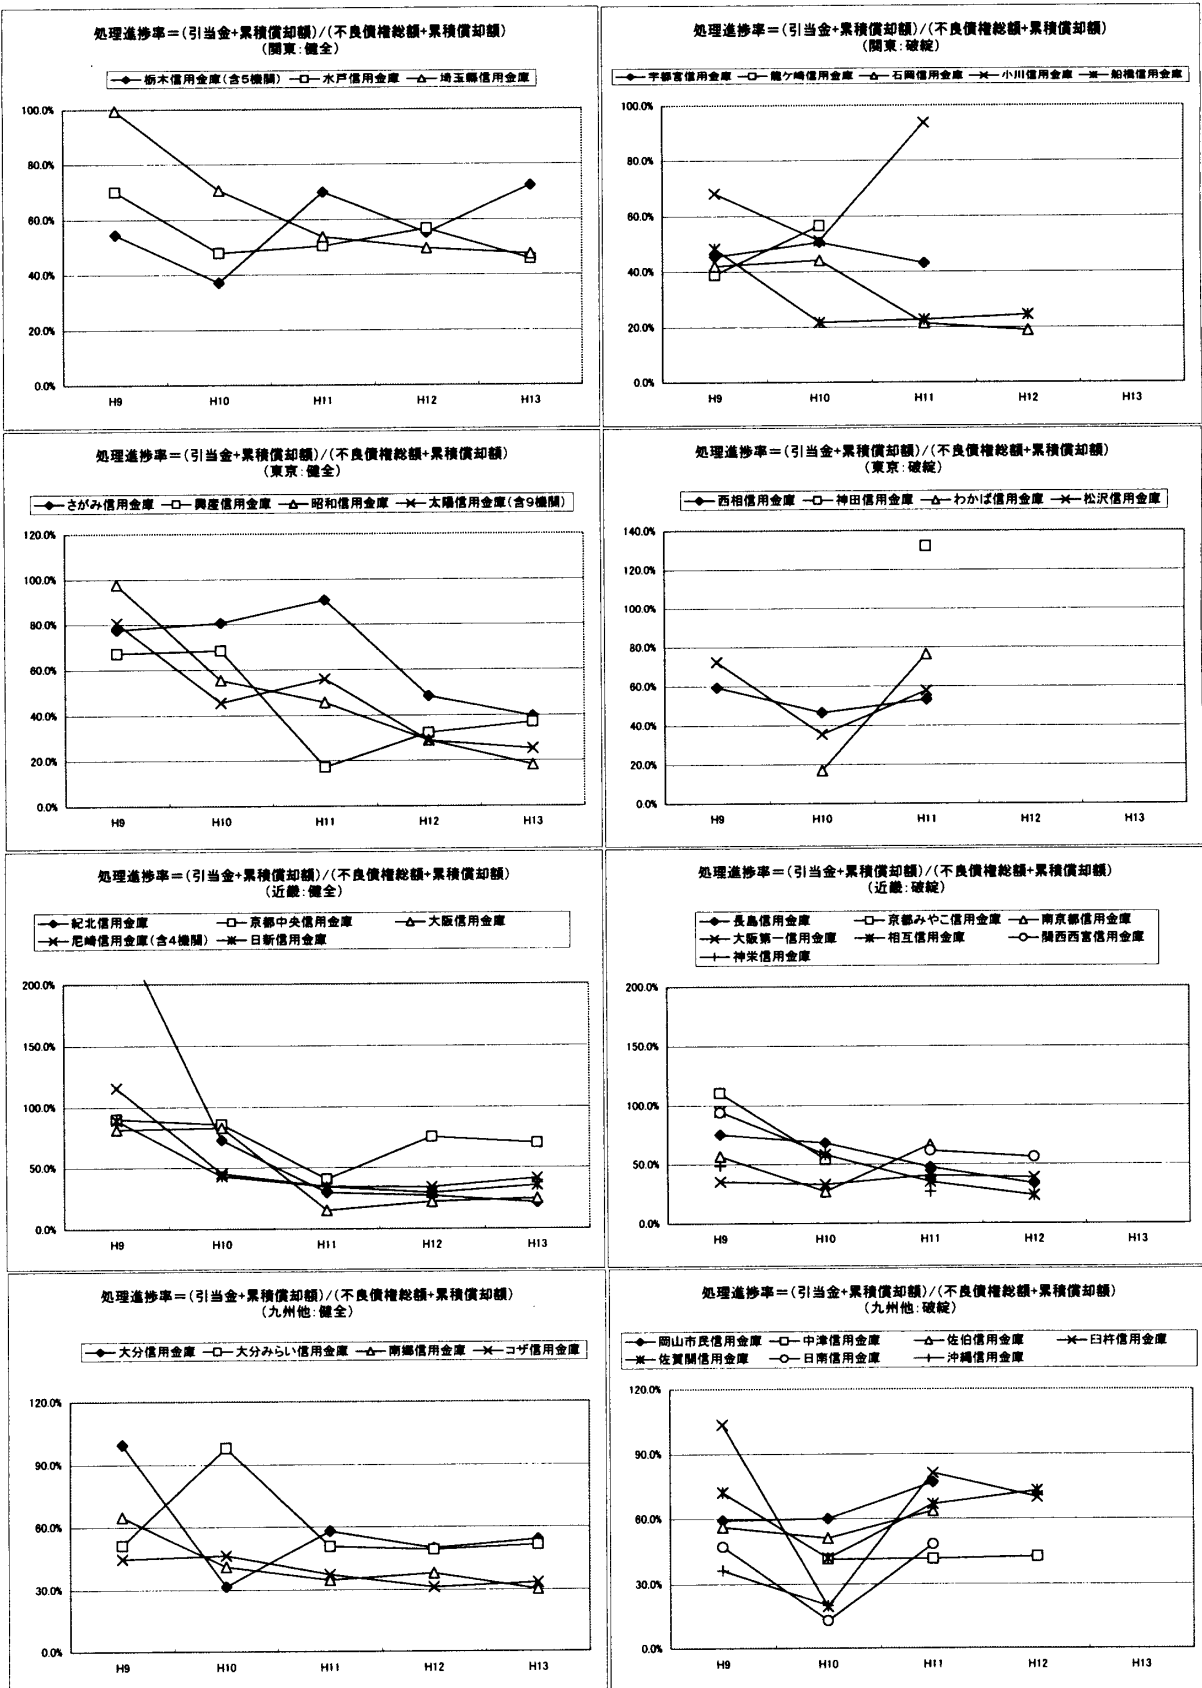 処理進捗率＝(引当金+累積償却額)/(不良債権総額+累積償却額)
(関東:健全)
栃木信用金庫(含5機関) 水戸信用金庫 埼玉縣信用金庫
100.0%
80.0%
60.0%
40.0%
20.0%
0.0%
H9 H10 H11 H12 H13
処理進捗率＝(引当金+累積償却額)/(不良債権総額+累積償却額)
(関東:破綻)
宇都宮信用金庫 龍ケ崎信用金庫 石岡信用金庫 小川信用金庫 船橋信用金庫
100.0%
80.0%
60.0%
40.0%
20.0%
0.0%
H9 H10 H11 H12 H13
処理進捗率＝(引当金+累積償却額)/(不良債権総額+累積償却額)
(東京:健全)
さがみ信用金庫 興産信用金庫 昭和信用金庫 太陽信用金庫(含9機関)
120.0%
100.0%
80.0%
60.0%
40.0%
20.0%
0.0%
H9 H10 H11 H12 H13
処理進捗率＝(引当金+累積償却額)/(不良債権総額+累積償却額)
(東京:破綻)
西相信用金庫 神田信用金庫 わかば信用金庫 松沢信用金庫
140.0%
120.0%
100.0%
80.0%
60.0%
40.0%
20.0%
0.0%
H9 H10 H11 H12 H13
処理進捗率＝(引当金+累積償却額)/(不良債権総額+累積償却額)
(近畿:健全)
紀北信用金庫 京都中央信用金庫 大阪信用金庫
尼崎信用金庫(含4機関) 日新信用金庫
200.0%
150.0%
100.0%
50.0%
0.0%
H9 H10 H11 H12 H13
処理進捗率＝(引当金+累積償却額)/(不良債権総額+累積償却額)
(近畿:破綻)
長島信用金庫 京都みやこ信用金庫 南京都信用金庫
大阪第一信用金庫 相互信用金庫 関西西宮信用金庫
神栄信用金庫
200.0%
150.0%
100.0%
50.0%
0.0%
H9 H10 H11 H12 H13
処理進捗率＝(引当金+累積償却額)/(不良債権総額+累積償却額)
(九州他:健全)
大分信用金庫 大分みらい信用金庫 南郷信用金庫 コザ信用金庫
120.0%
90.0%
60.0%
30.0%
0.0%
H9 H10 H11 H12 H13
処理進捗率＝(引当金+累積償却額)/(不良債権総額+累積償却額)
(九州他:破綻)
岡山市民信用金庫 中津信用金庫 佐伯信用金庫 臼杵信用金庫
佐賀関信用金庫 日南信用金庫 沖縄信用金庫
120.0%
90.0%
60.0%
30.0%
0.0%
H9 H10 H11 H12 H13